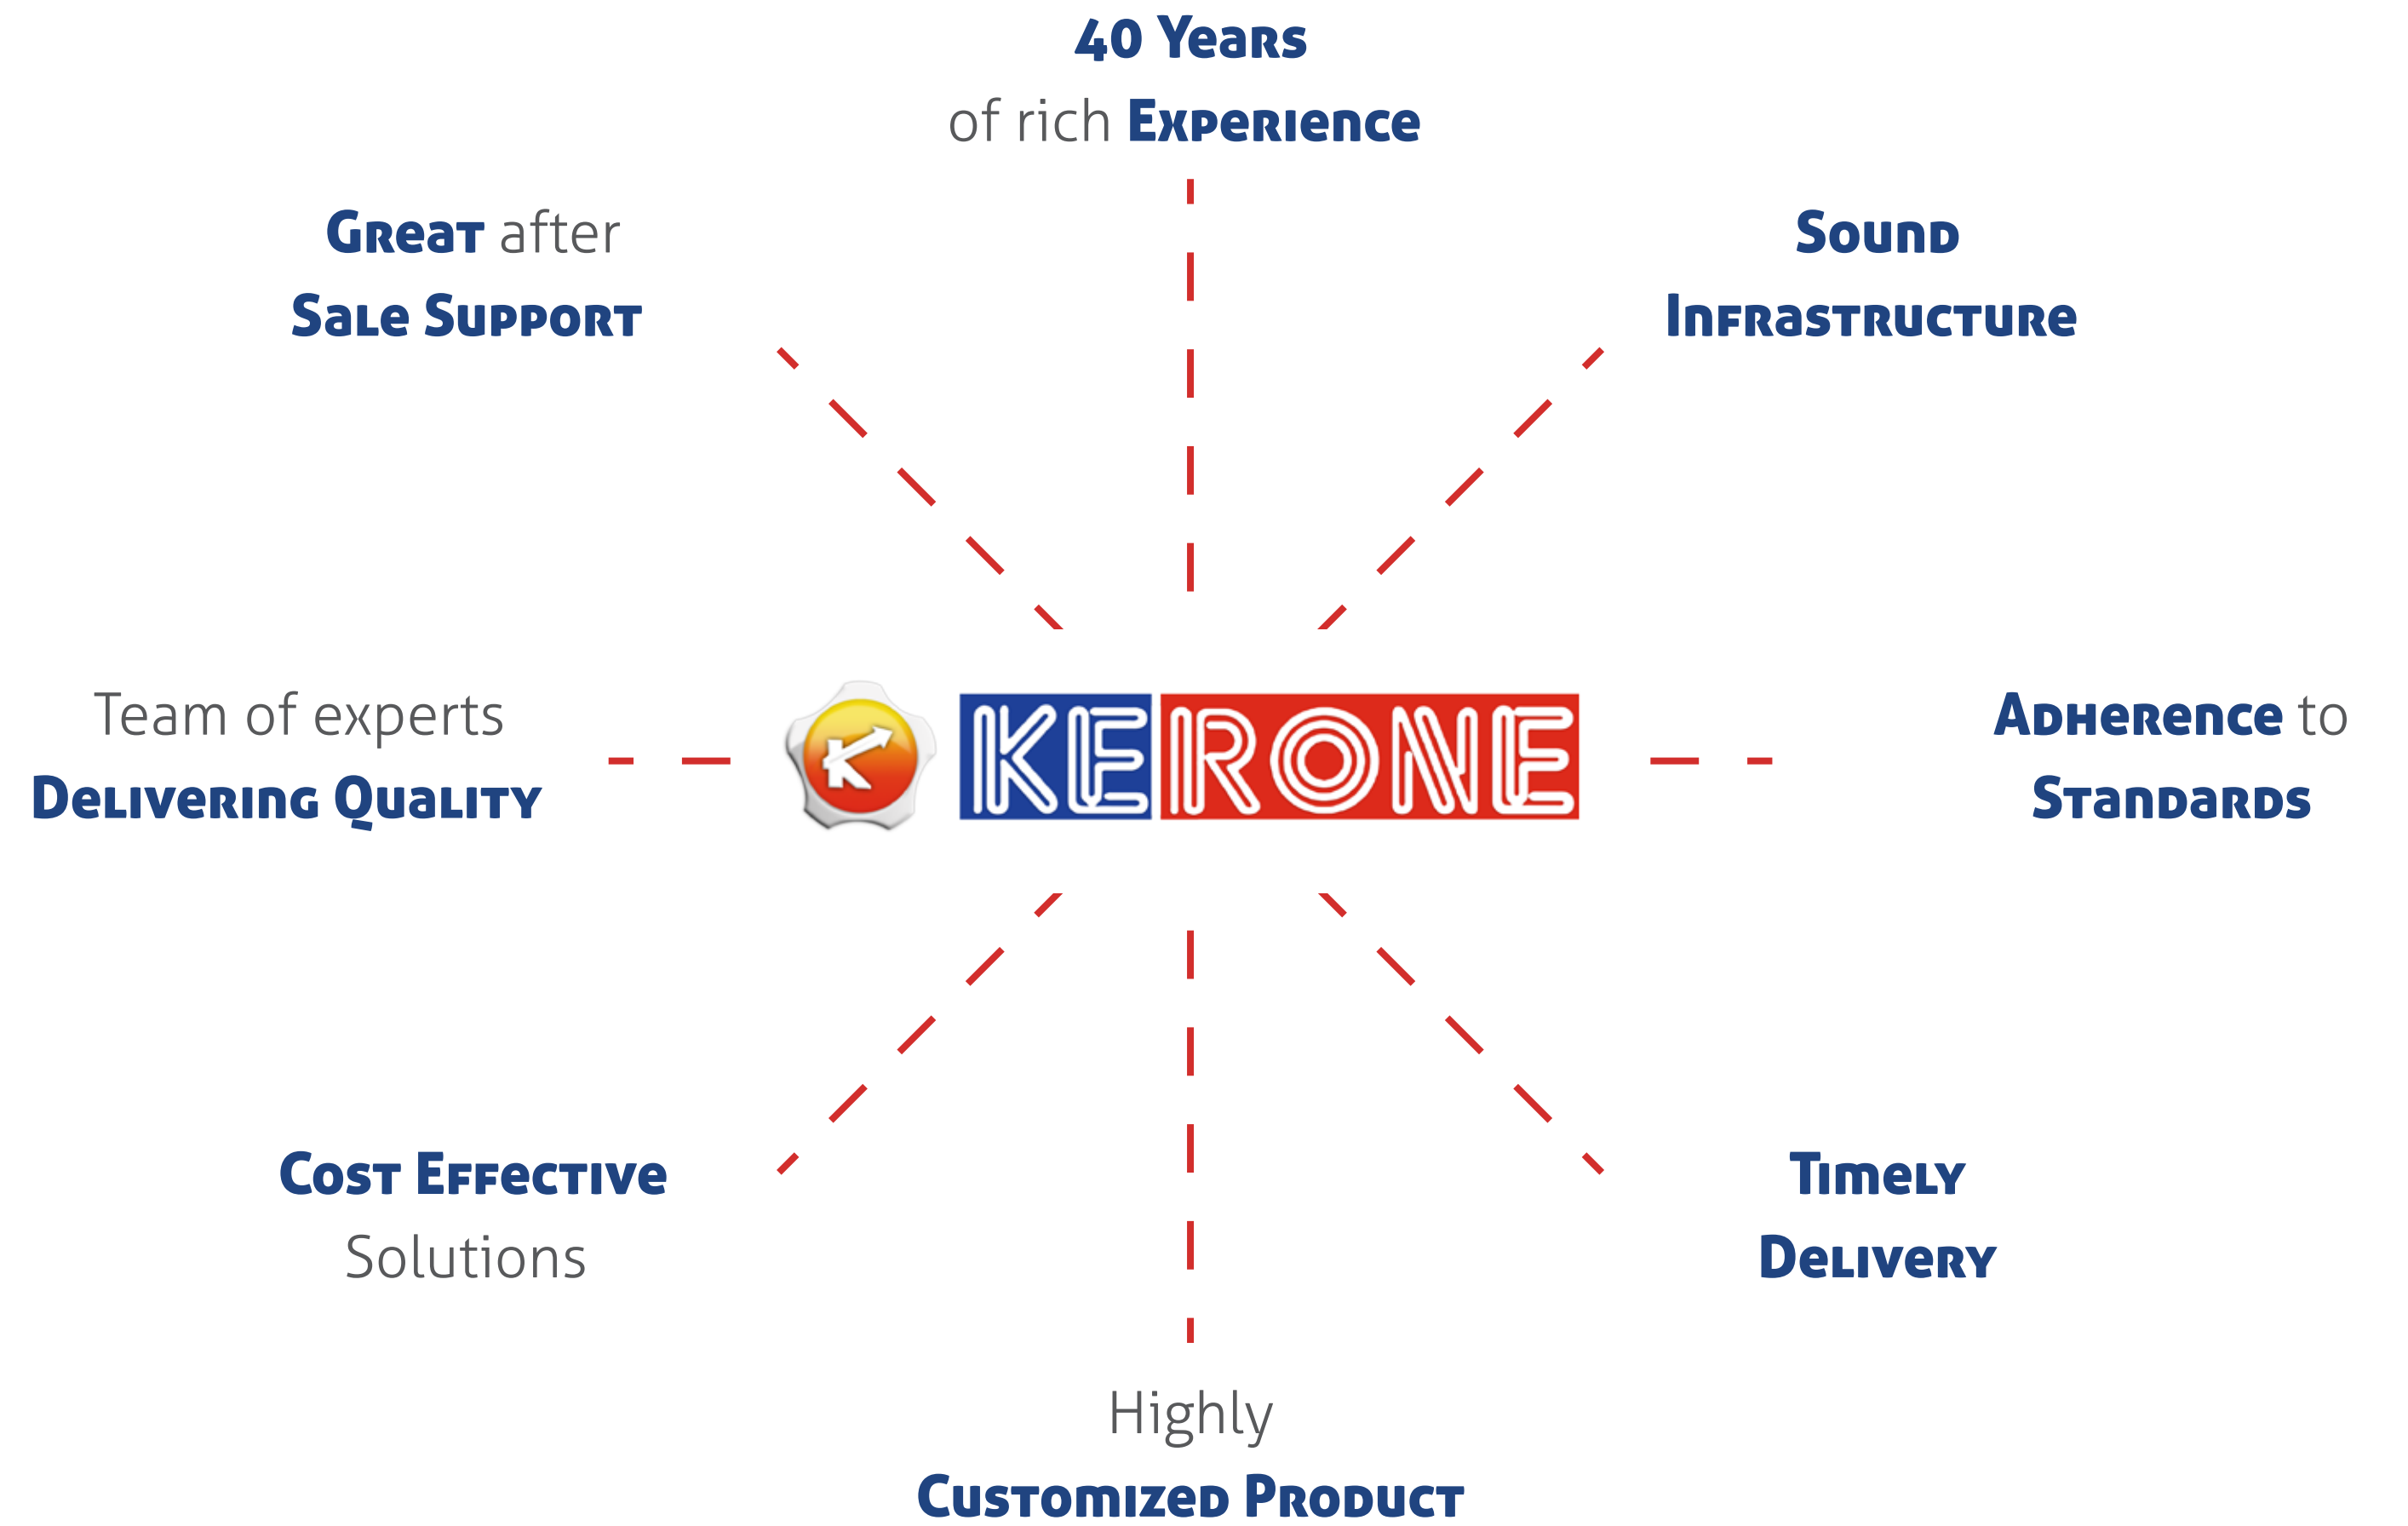 40 Years
of rich Experience
Great after
Sale Support
Sound
Infrastructure
Team of experts
Delivering Quality
K KERONE
Adherence to
Standards
Cost Effective
Solutions
Timely
Delivery
Highly
Customized Product